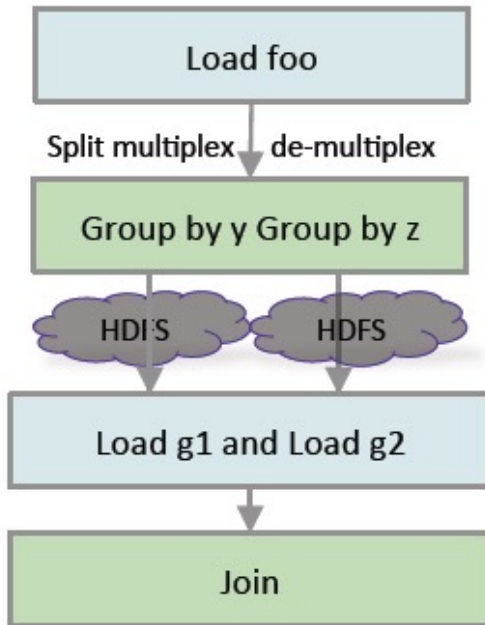 Load foo
Split multiplex de-multiplex
Group by y Group by z
HDFS HDFS
Load g1 and Load g2
Join